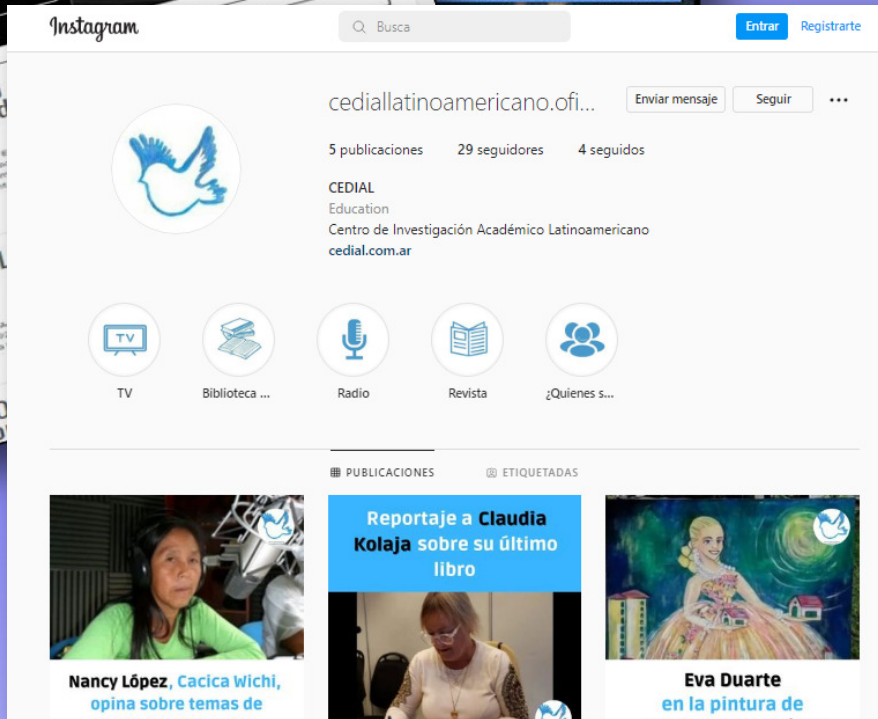 Instagram
Busca
Entrar
Registrarte
cediallatinoamericano.ofi...
Enviar mensaje
Seguir
5 publicaciones 29 seguidores 4 seguidos
CEDIAL
Education
Centro de Investigación Académico Latinoamericano
cedial.com.ar
TV
TV
Biblioteca ...
Radio
Revista
¿Quienes s...
PUBLICACIONES
ETIQUETADAS
Nancy López, Cacica Wichi,
opina sobre temas de
Reportaje a Claudia
Kolaja sobre su último
libro
Eva Duarte
en la pintura de